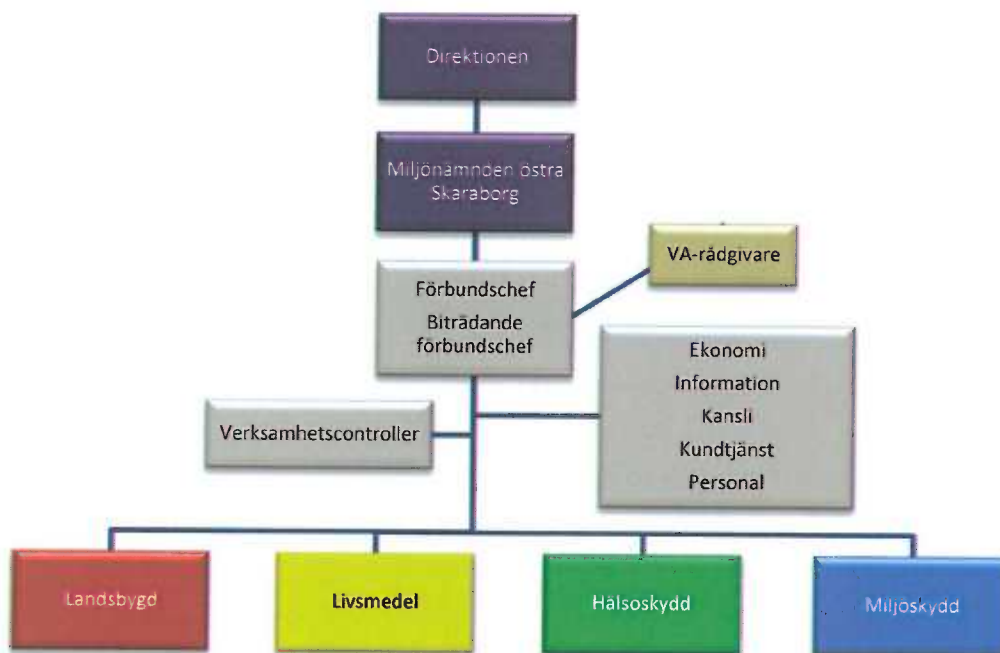 Direktionen
Miljönämnden östra
Skaraborg
VA-rådgivare
Förbundschef
Biträdande
förbundschef
Ekonomi
Information
Kansli
Kundtjänst
Personal
Verksamhetscontroller
Landsbygd
Livsmedel
Hälsoskydd
Miljöskydd